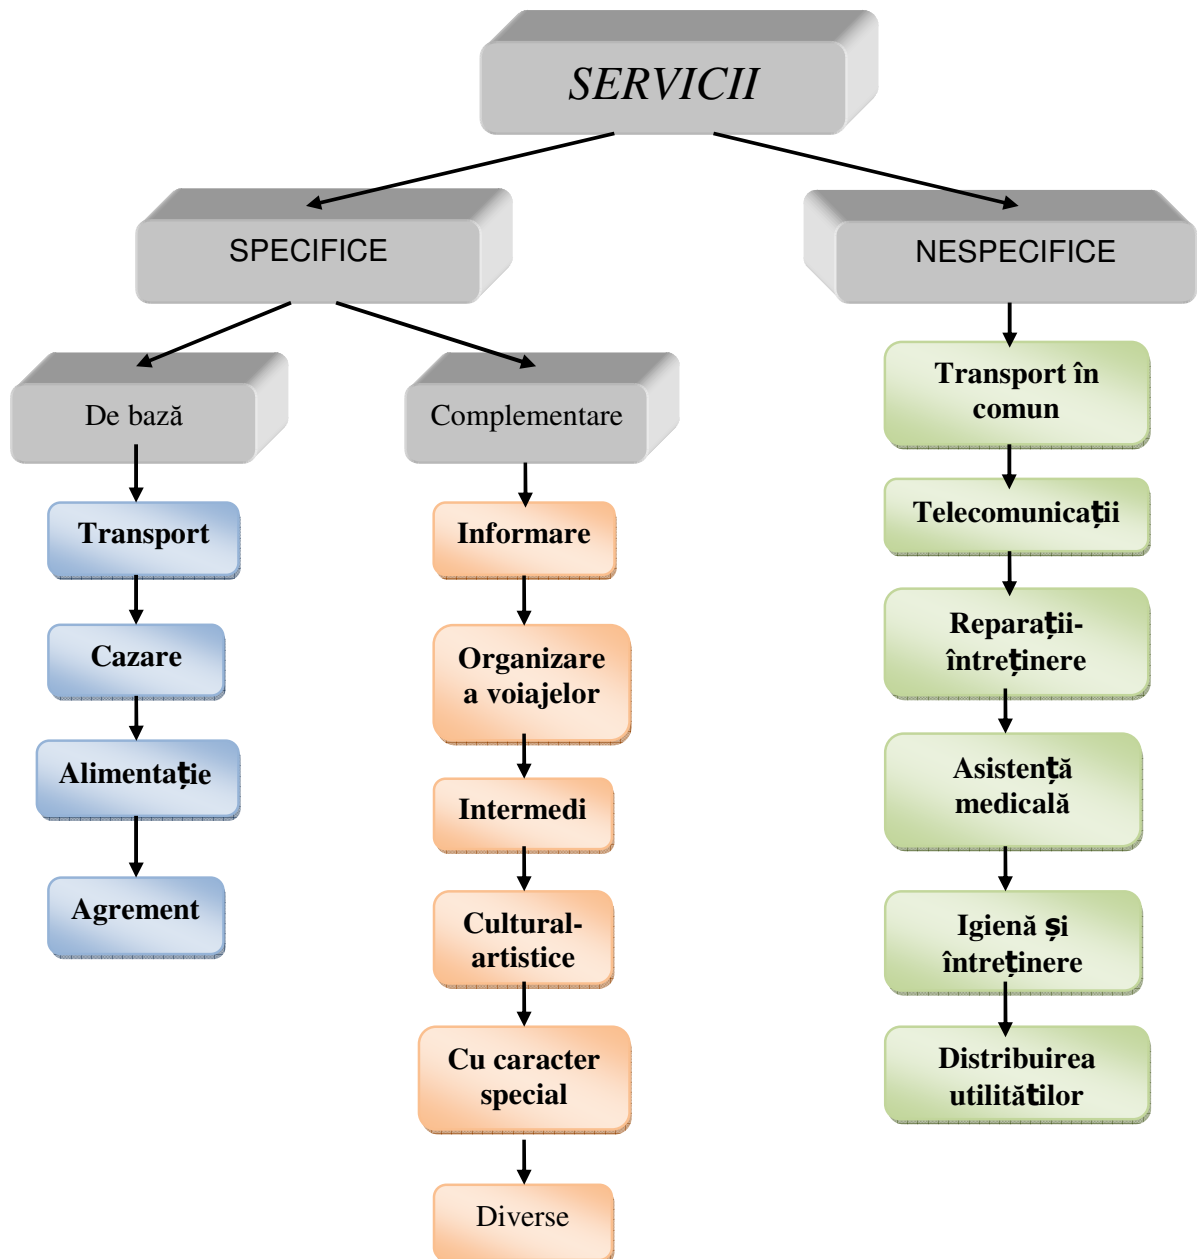 SERVICII
SPECIFICE
NESPECIFICE
De bază
Complementare
Transport
Cazare
Alimentație
Agrement
Informare
Organizare
a voiajelor
Intermedi
Cultural-
artistice
Cu caracter
special
Diverse
Transport în
comun
Telecomunicații
Reparații-
întreținere
Asistență
medicală
Igienă și
întreținere
Distribuirea
utilităților